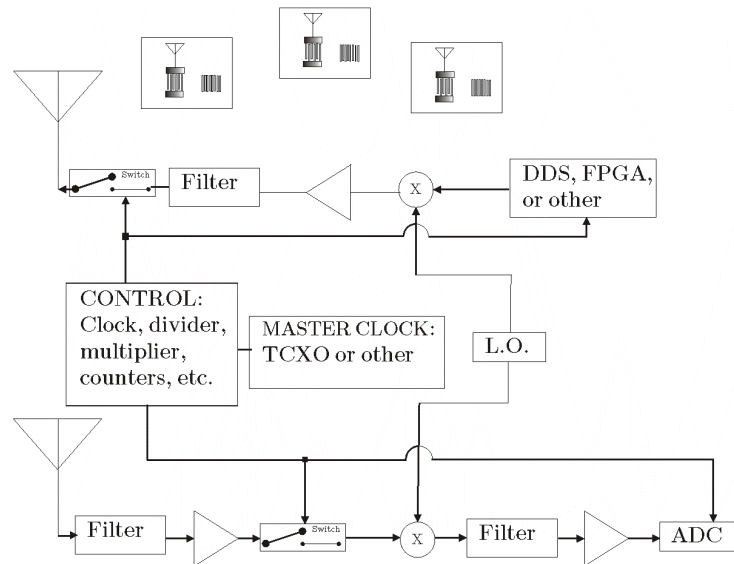 Switch
Filter
X
DDS, FPGA,
or other
CONTROL:
Clock, divider,
multiplier,
counters, etc.
MASTER CLOCK:
TCXO or other
L.O.
Filter
Switch
X
Filter
ADC